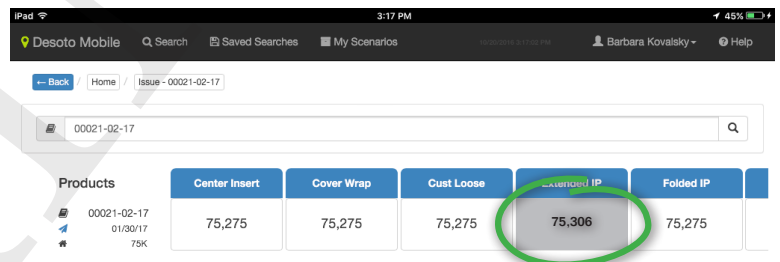 iPad 3:17 PM 45%
Desoto Mobile Search Saved Searches My Scenarios Barbara Kovalsky Help
← Back / Home / Issue - 00021-02-17
00021-02-17
Products Center Insert Cover Wrap Cust Loose Extended IP Folded IP
00021-02-17 75,275 75,275 75,275 75,306 75,275
01/30/17
75K